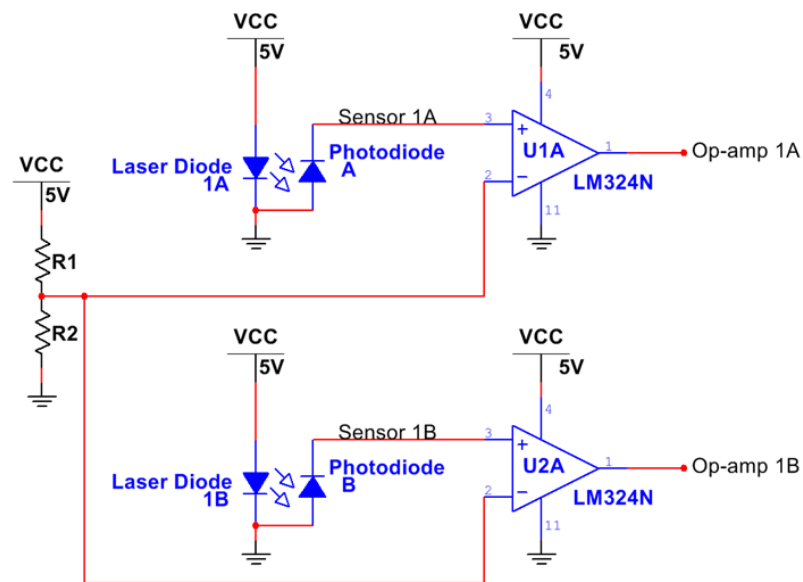 VCC
5V
VCC
5V
4
Sensor 1A
3
+
1
Op-amp 1A
Laser Diode
1A
Photodiode
A
U1A
2
−
LM324N
11
VCC
5V
R1
R2
VCC
5V
VCC
5V
4
Sensor 1B
3
+
1
Op-amp 1B
Laser Diode
1B
Photodiode
B
U2A
2
−
LM324N
11